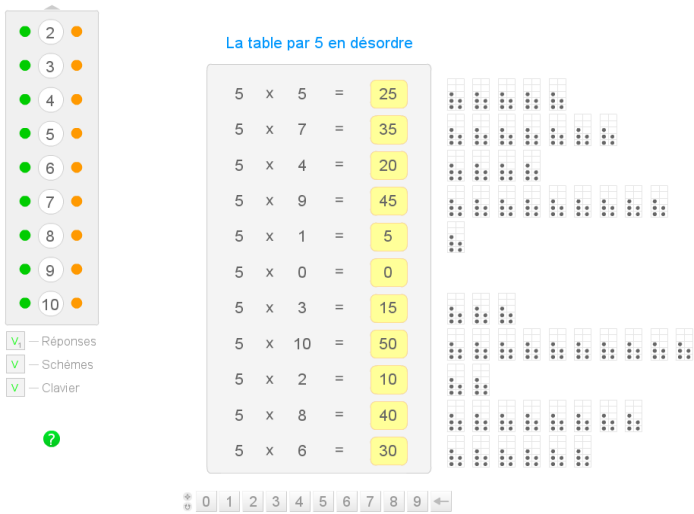 2
3
4
5
6
7
8
9
10
V1 — Réponses
V — Schémes
V — Clavier
?
La table par 5 en désordre
5 x 5 = 25
5 x 7 = 35
5 x 4 = 20
5 x 9 = 45
5 x 1 = 5
5 x 0 = 0
5 x 3 = 15
5 x 10 = 50
5 x 2 = 10
5 x 8 = 40
5 x 6 = 30
0 1 2 3 4 5 6 7 8 9 ←